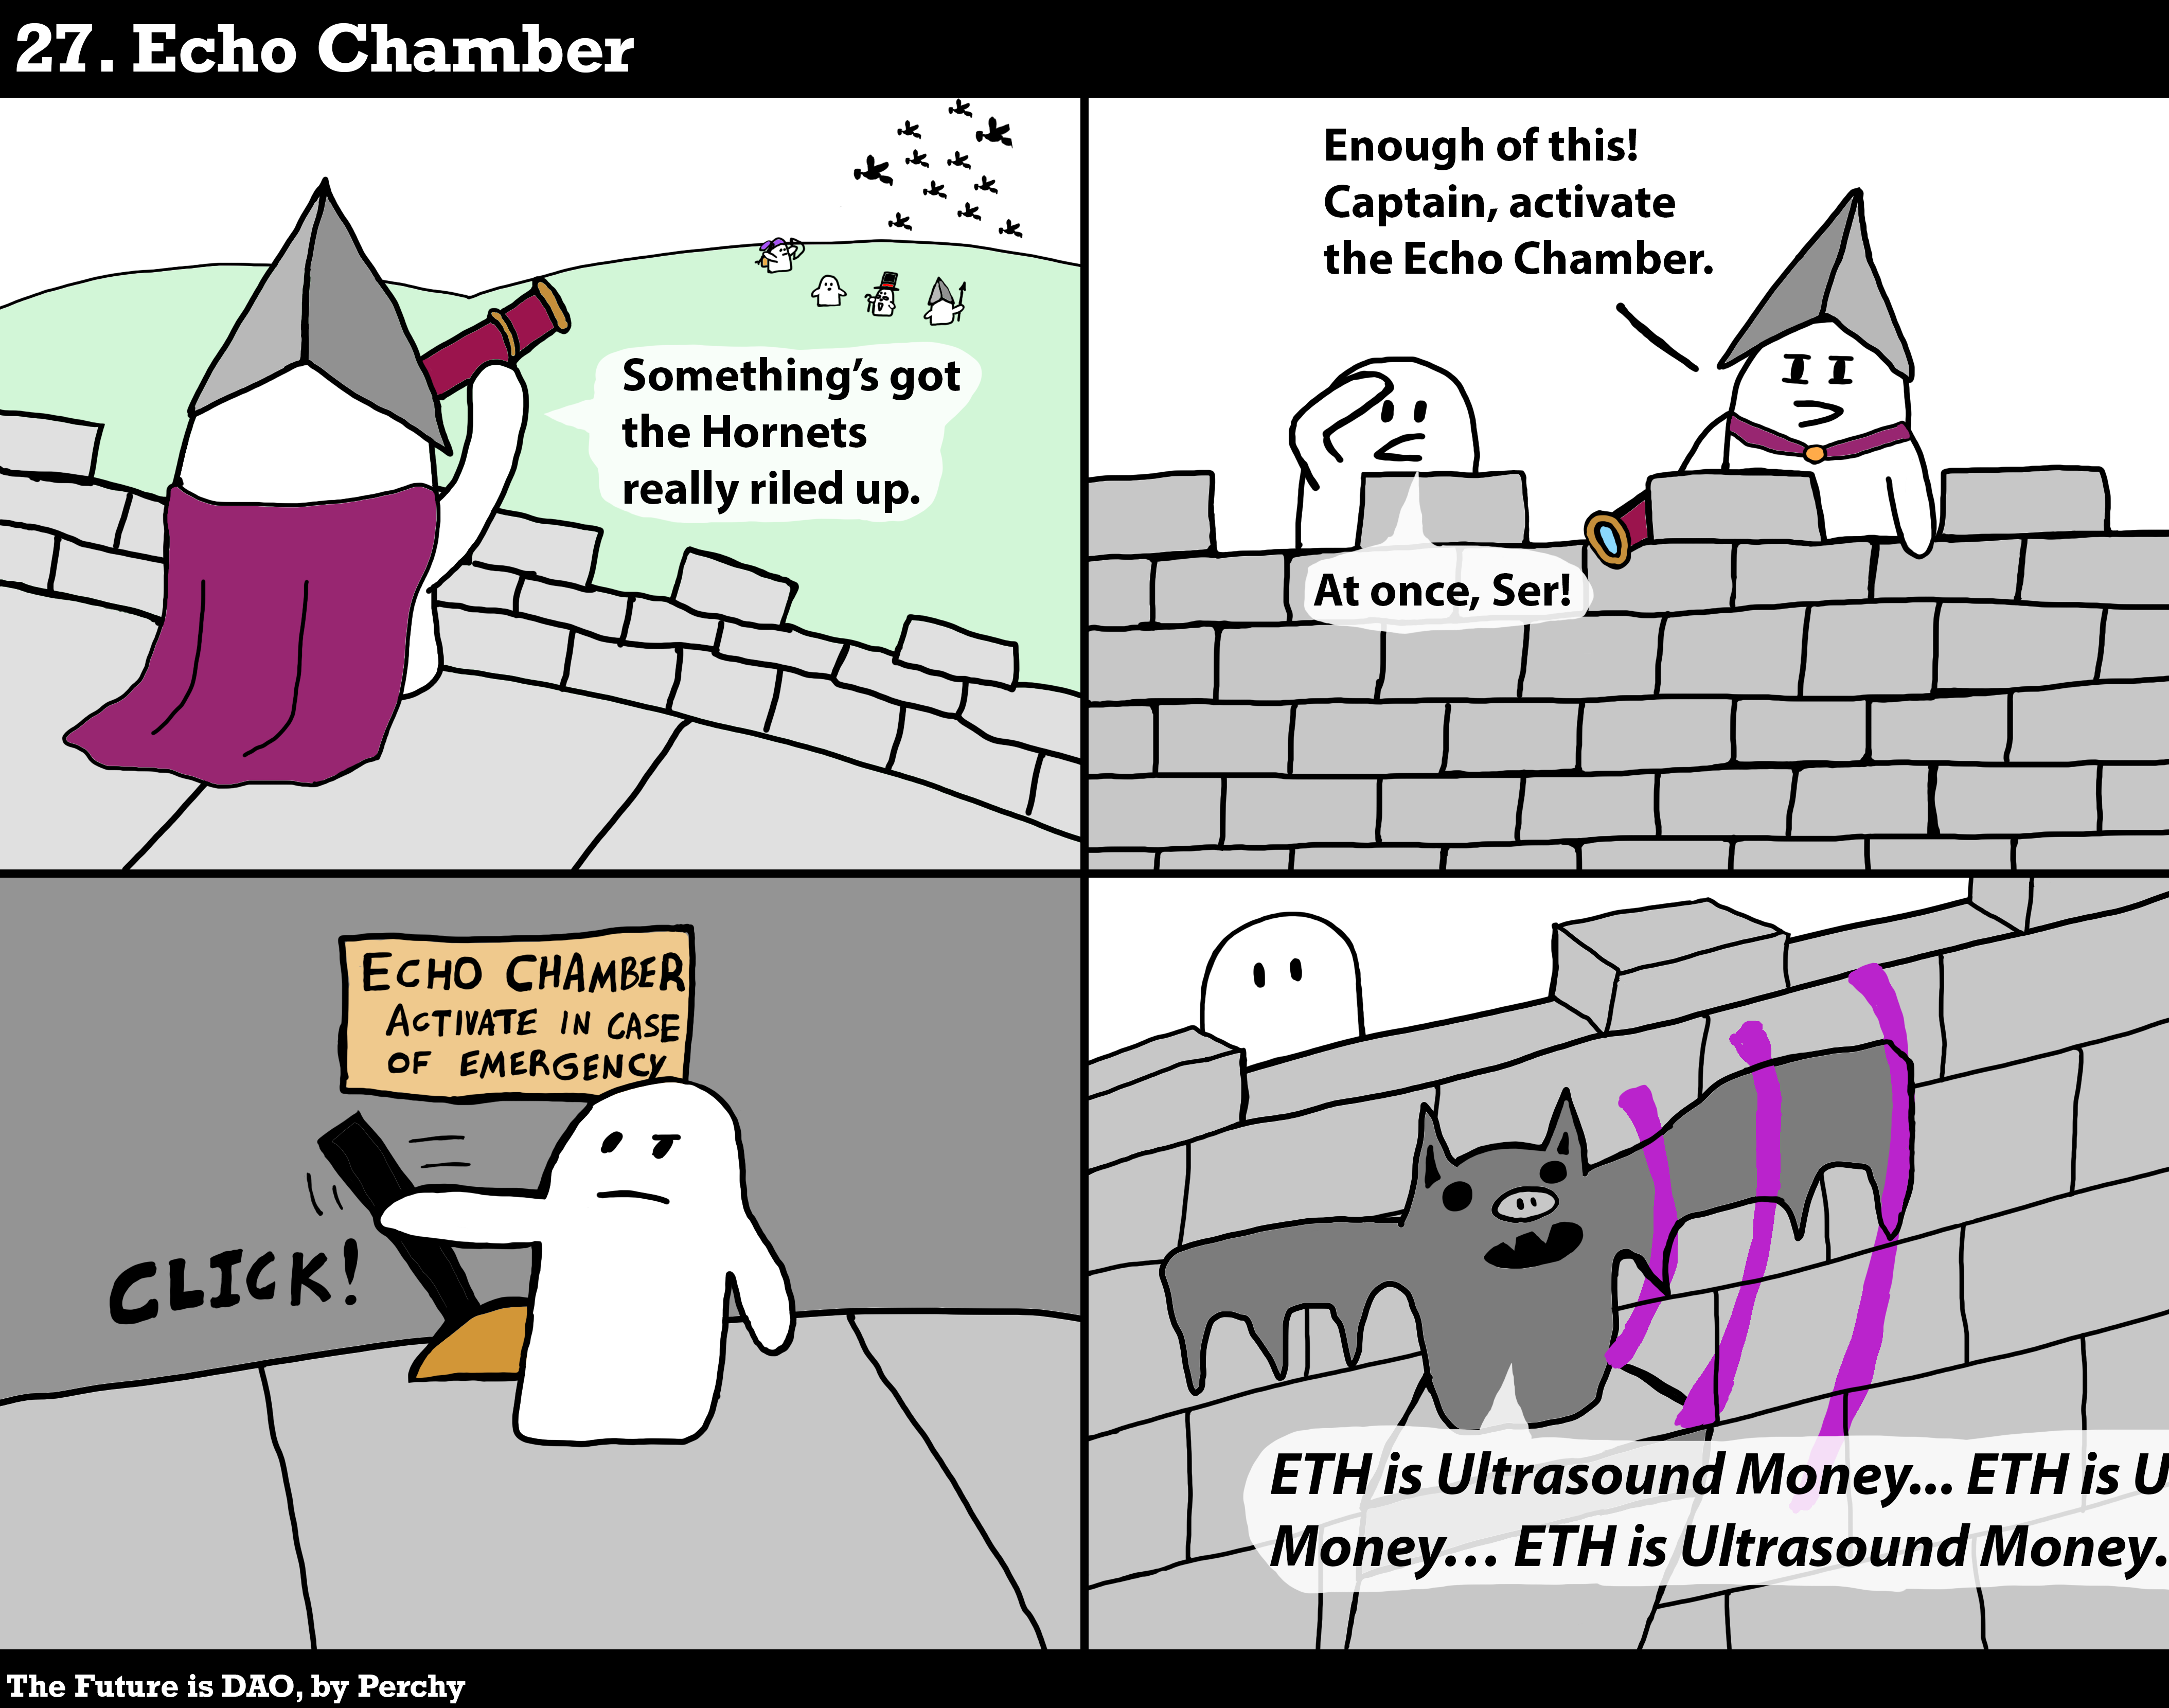 27. Echo Chamber
Something's got
the Hornets
really riled up.
Enough of this!
Captain, activate
the Echo Chamber.
At once, Ser!
ECHO CHAMBER
ACTIVATE IN CASE
OF EMERGENCY
CLICK!
ETH is Ultrasound Money... ETH is U
Money... ETH is Ultrasound Money.
The Future is DAO, by Perchy